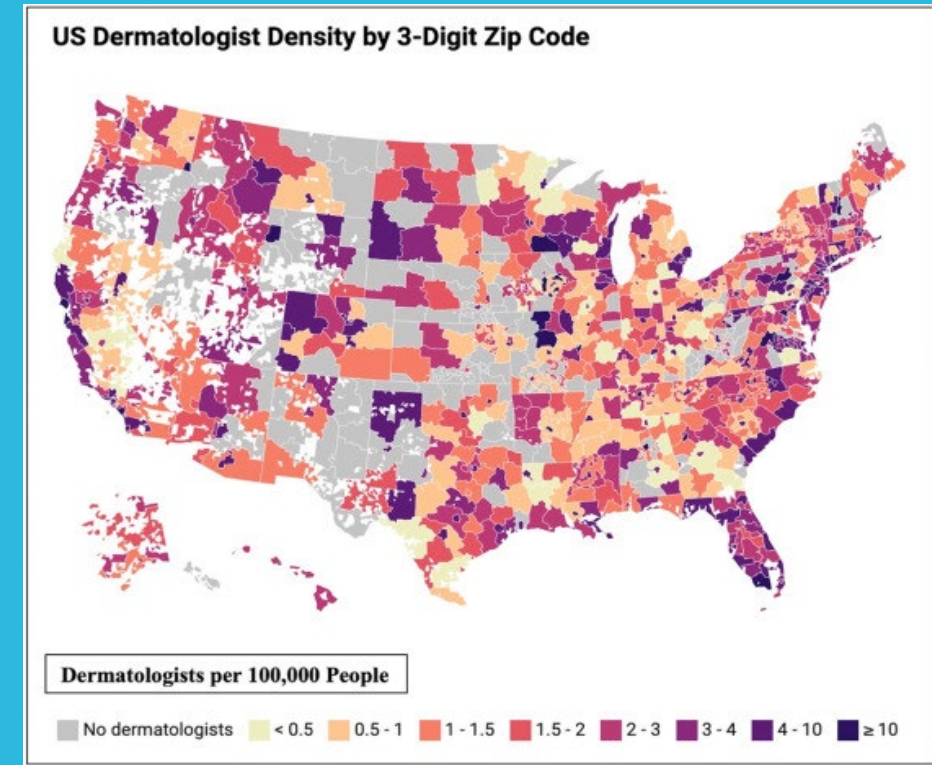 US Dermatologist Density by 3-Digit Zip Code
Dermatologists per 100,000 People
No dermatologists < 0.5 0.5 - 1 1 - 1.5 1.5 - 2 2 - 3 3 - 4 4 - 10 ≥ 10